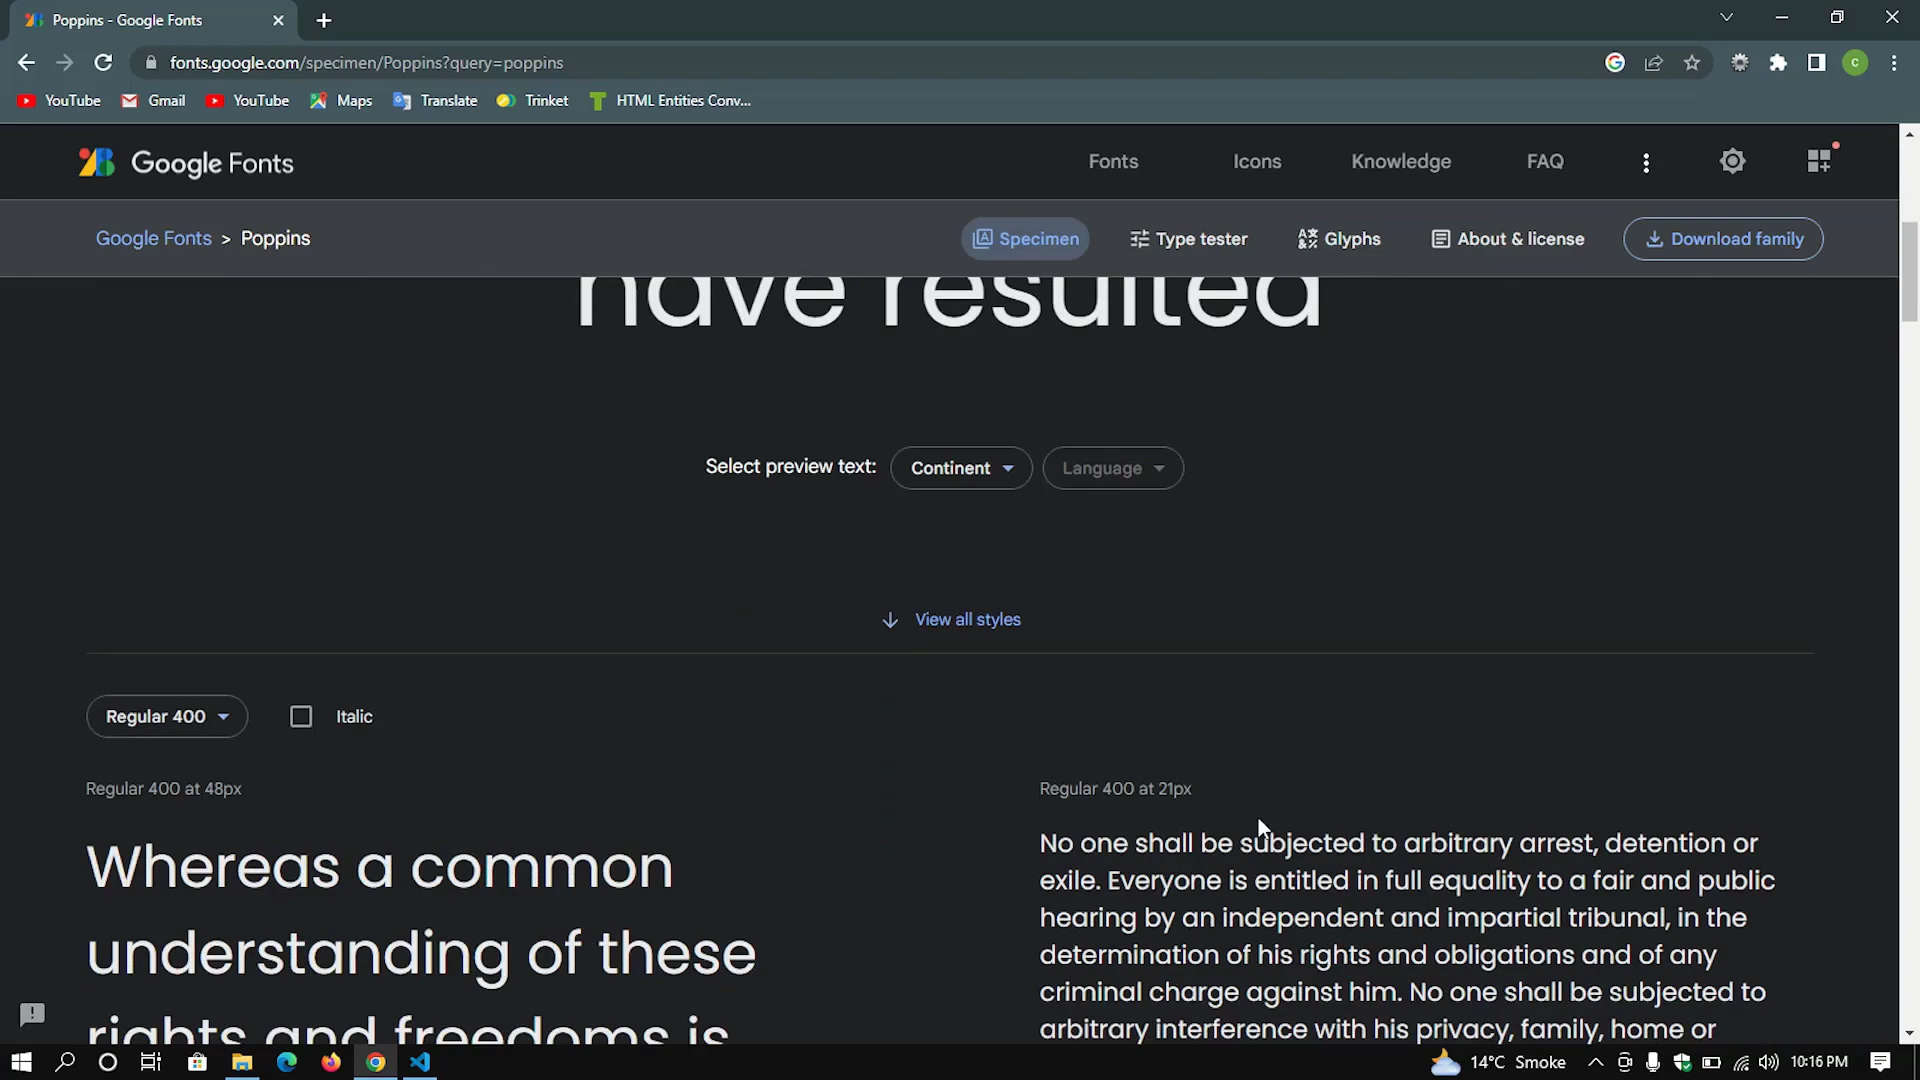 Poppins - Google Fonts
fonts.google.com/specimen/Poppins?query=poppins
C
YouTube Gmail YouTube Maps Translate Trinket HTML Entities Conv...
Google Fonts Fonts Icons Knowledge FAQ
Google Fonts > Poppins Specimen Type tester Glyphs About & license Download family
have resulted
Select preview text: Continent Language
View all styles
Regular 400 Italic
Regular 400 at 48px
Whereas a common
understanding of these
rights and freedoms is
Regular 400 at 21px
No one shall be subjected to arbitrary arrest, detention or
exile. Everyone is entitled in full equality to a fair and public
hearing by an independent and impartial tribunal, in the
determination of his rights and obligations and of any
criminal charge against him. No one shall be subjected to
arbitrary interference with his privacy, family, home or
14°C Smoke 10:16 PM